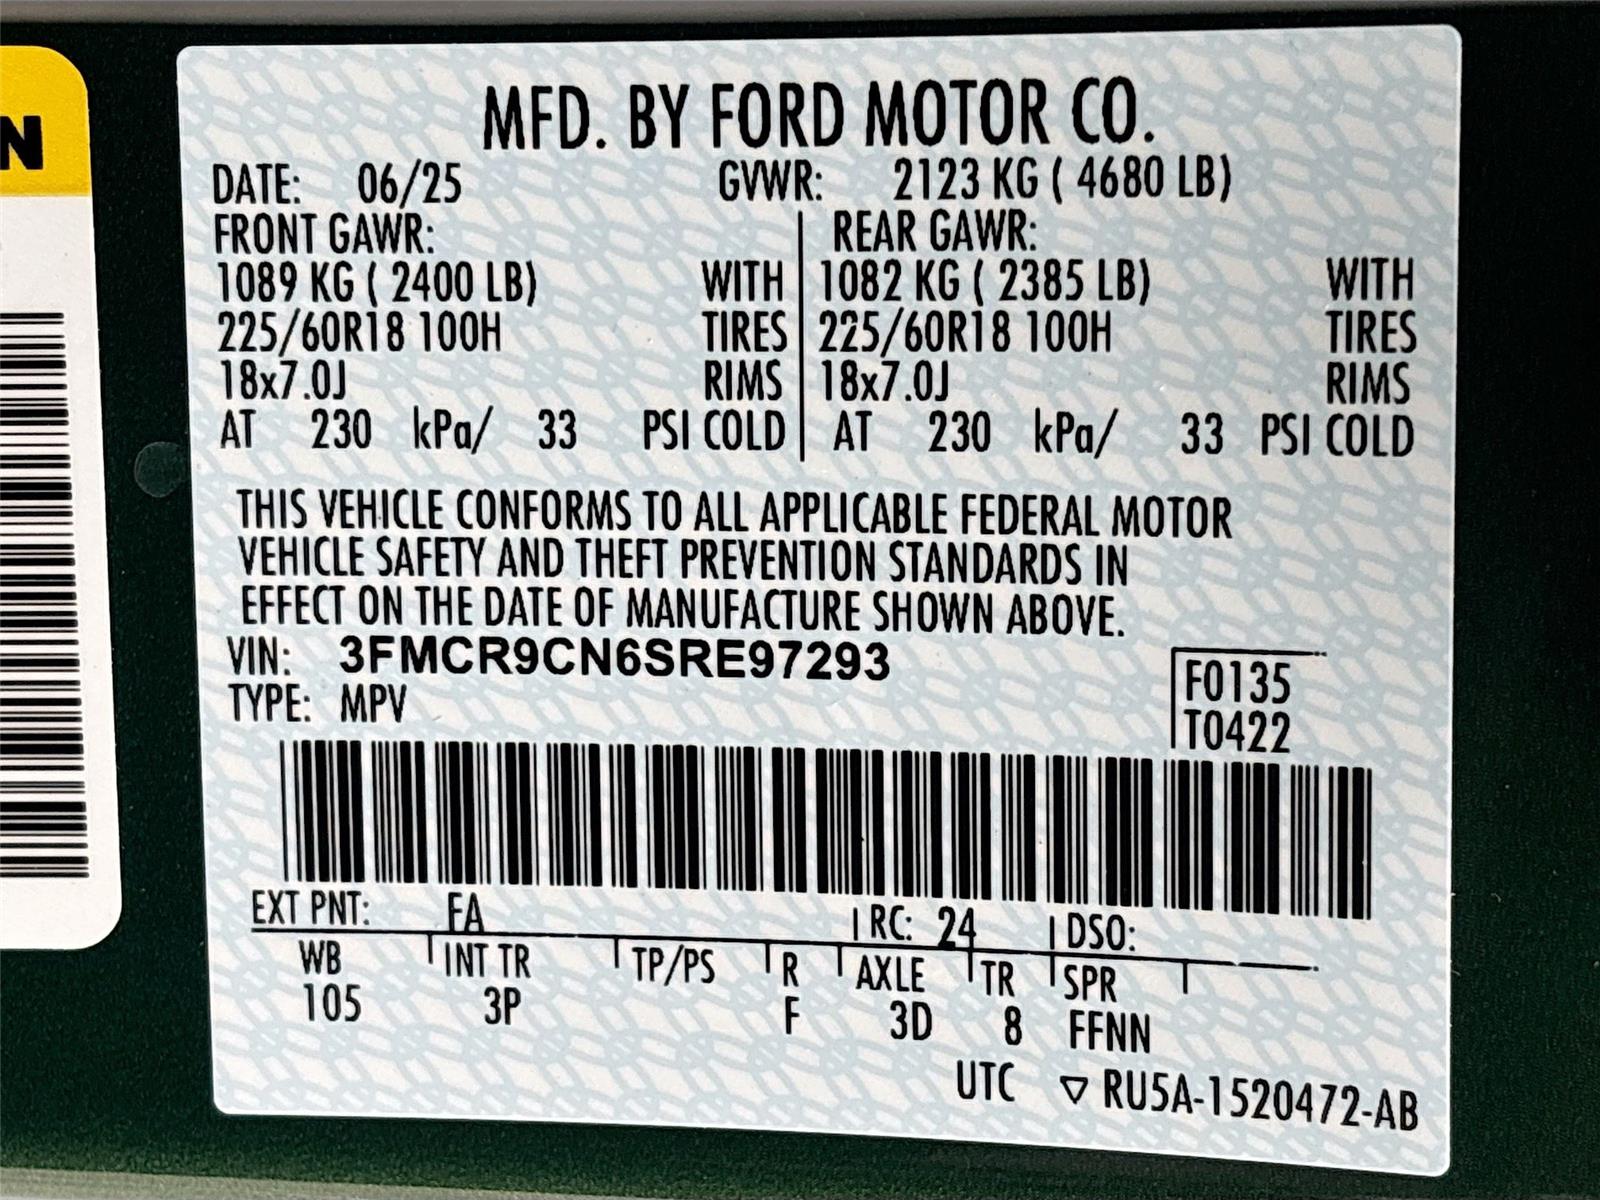 N
MFD. BY FORD MOTOR CO.
DATE: 06/25 GVWR: 2123 KG ( 4680 LB)
FRONT GAWR: REAR GAWR:
1089 KG ( 2400 LB) WITH 1082 KG ( 2385 LB) WITH
225/60R18 100H TIRES 225/60R18 100H TIRES
18x7.0J RIMS 18x7.0J RIMS
AT 230 kPa/ 33 PSI COLD AT 230 kPa/ 33 PSI COLD
THIS VEHICLE CONFORMS TO ALL APPLICABLE FEDERAL MOTOR
VEHICLE SAFETY AND THEFT PREVENTION STANDARDS IN
EFFECT ON THE DATE OF MANUFACTURE SHOWN ABOVE.
VIN: 3FMCR9CN6SRE97293
TYPE: MPV
F0135
T0422
EXT PNT: FA RC: 24 DSO:
WB INT TR TP/PS R AXLE TR SPR
105 3P F 3D 8 FFNN
UTC ▽ RU5A-1520472-AB